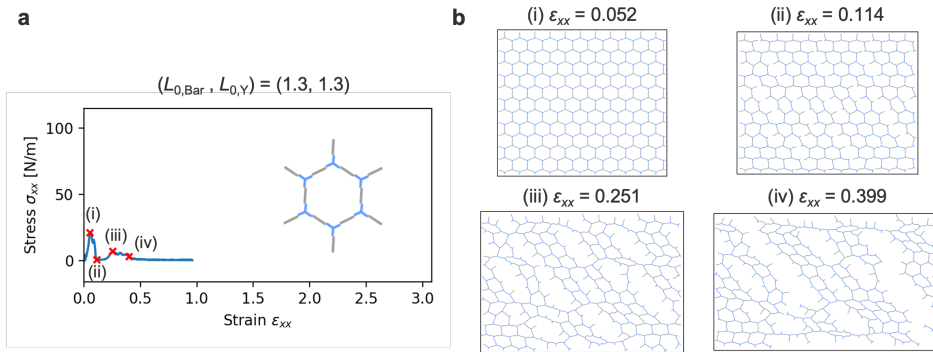 a
(L0,Bar , L0,Y) = (1.3, 1.3)
Stress σxx [N/m]
100
50
0
(i)
(ii)
(iii)
(iv)
0.0 0.5 1.0 1.5 2.0 2.5 3.0
Strain εxx
b
(i) εxx = 0.052
(ii) εxx = 0.114
(iii) εxx = 0.251
(iv) εxx = 0.399